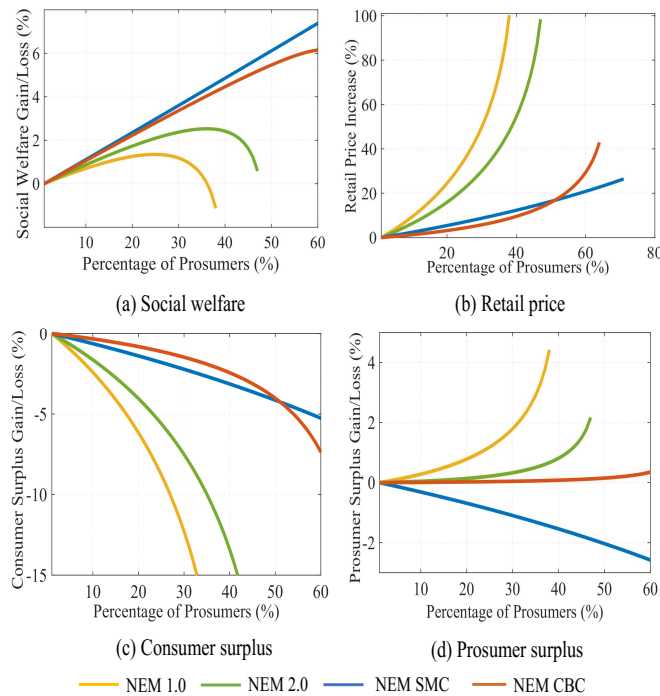 Social Welfare Gain/Loss (%)
6
4
2
0
10 20 30 40 50 60
Percentage of Prosumers (%)
(a) Social welfare
Retail Price Increase (%)
100
80
60
40
20
0
20 40 60 80
Percentage of Prosumers (%)
(b) Retail price
Consumer Surplus Gain/Loss (%)
0
-5
-10
-15
10 20 30 40 50 60
Percentage of Prosumers (%)
(c) Consumer surplus
Prosumer Surplus Gain/Loss (%)
4
2
0
-2
10 20 30 40 50 60
Percentage of Prosumers (%)
(d) Prosumer surplus
NEM 1.0 NEM 2.0 NEM SMC NEM CBC